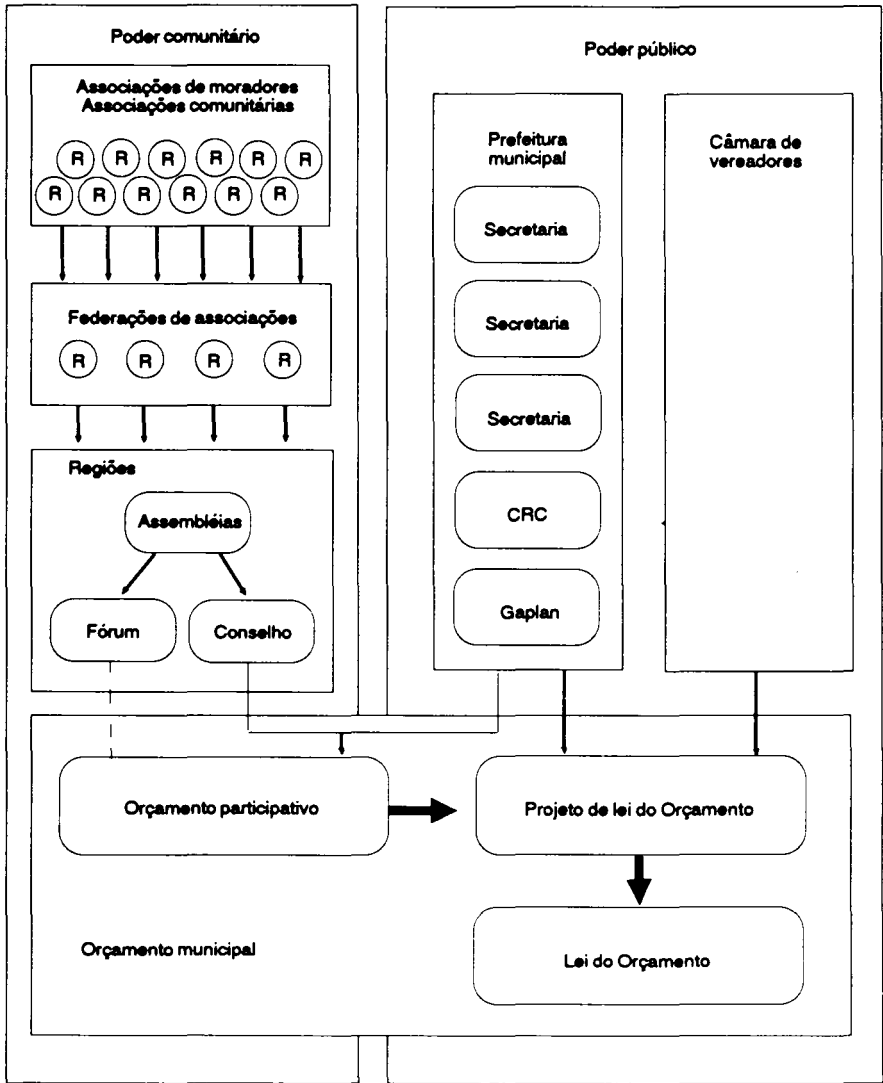 Poder comunitário
Associações de moradores
Associações comunitárias
R R R R R R
R R R R R R
Federações de associações
R R R R
Regiões
Assembléias
Fórum
Conselho
Poder público
Prefeitura
municipal
Secretaria
Secretaria
Secretaria
CRC
Gaplan
Câmara de
vereadores
Orçamento participativo
Projeto de lei do Orçamento
Orçamento municipal
Lei do Orçamento